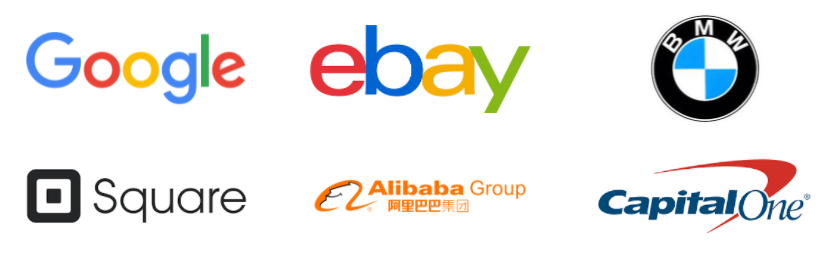 Google
ebay
BMW
Square
Alibaba Group
阿里巴巴集团
CapitalOne®